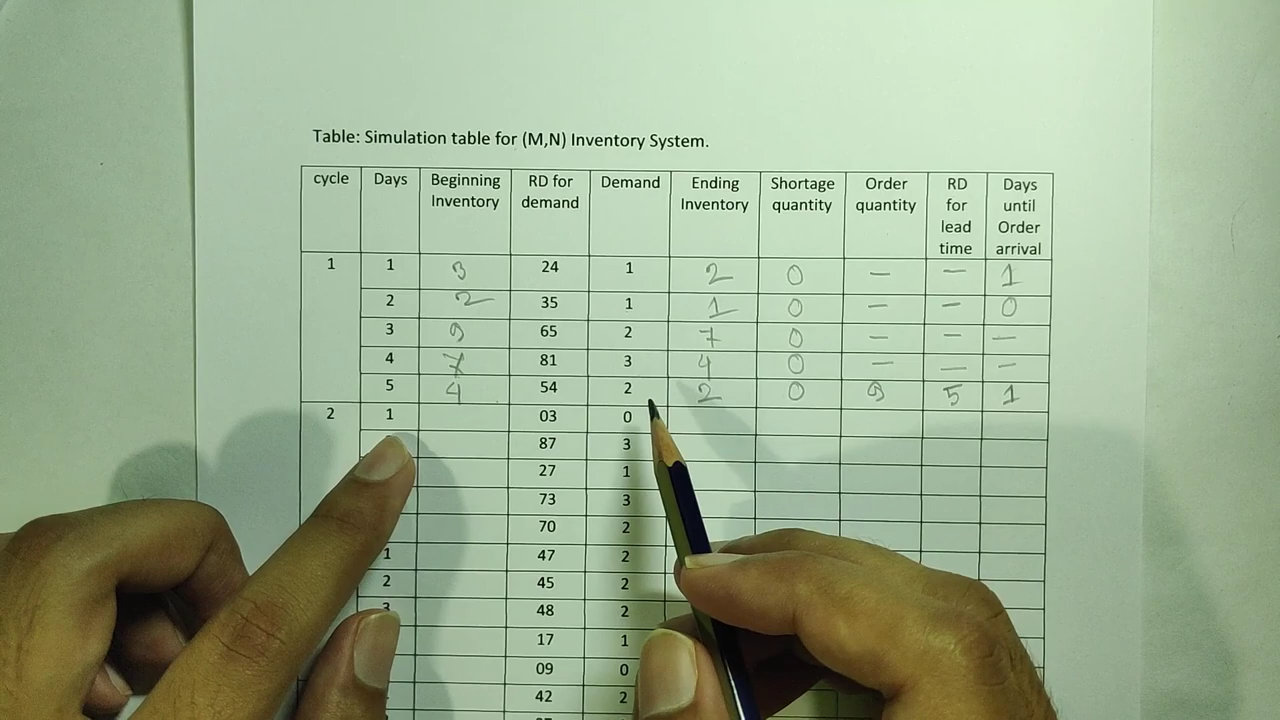 Table: Simulation table for (M,N) Inventory System.
cycle Days Beginning Inventory RD for demand Demand Ending Inventory Shortage quantity Order quantity RD for lead time Days until Order arrival
1 1 3 24 1 2 0 — — 1
2 2 35 1 1 0 — — 0
3 9 65 2 7 0 — — —
4 7 81 3 4 0 — — —
5 4 54 2 2 0 9 5 1
2 1 03 0
87 3
27 1
73 3
70 2
1 47 2
2 45 2
3 48 2
17 1
09 0
42 2